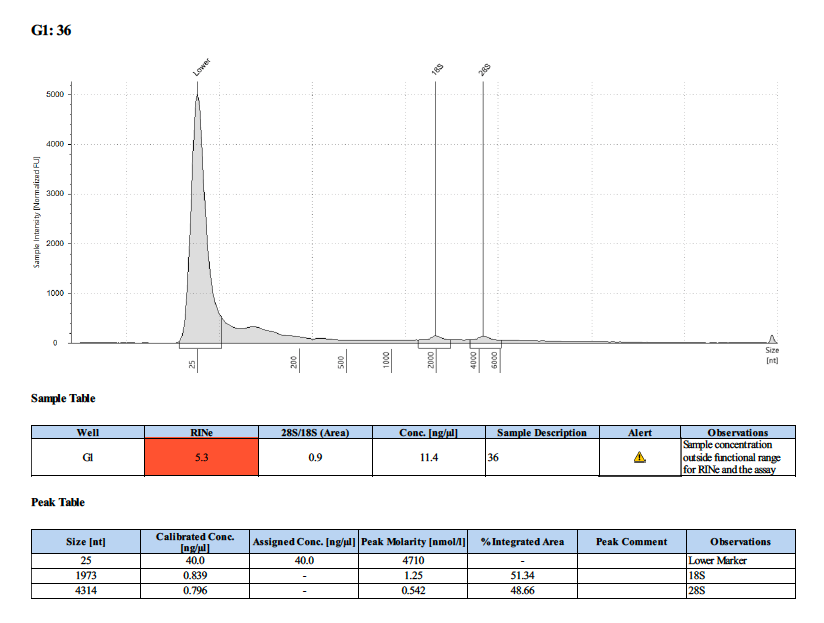 G1: 36
Lower
18S
28S
Sample Intensity [Normalized FU]
5000
4000
3000
2000
1000
0
25
200
500
1000
2000
4000
6000
Size
[nt]
Sample Table
Well RINe 28S/18S (Area) Conc. [ng/µl] Sample Description Alert Observations
G1 5.3 0.9 11.4 36 Sample concentration
outside functional range
for RINe and the assay
Peak Table
Size [nt] Calibrated Conc. [ng/µl] Assigned Conc. [ng/µl] Peak Molarity [nmol/l] % Integrated Area Peak Comment Observations
25 40.0 40.0 4710 - Lower Marker
1973 0.839 - 1.25 51.34 18S
4314 0.796 - 0.542 48.66 28S